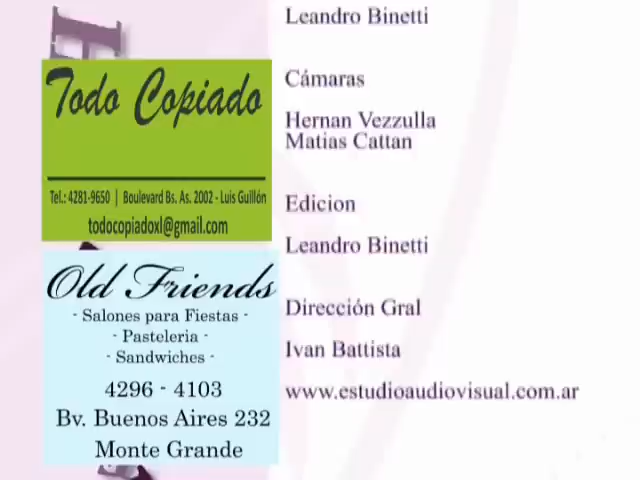 Todo Copiado
Tel.: 4281-9650 | Boulevard Bs. As. 2002 - Luis Guillón
todocopiadoxl@gmail.com
Old Friends
- Salones para Fiestas -
- Pasteleria -
- Sandwiches -
4296 - 4103
Bv. Buenos Aires 232
Monte Grande
Leandro Binetti
Cámaras
Hernan Vezzulla
Matias Cattan
Edicion
Leandro Binetti
Dirección Gral
Ivan Battista
www.estudioaudiovisual.com.ar